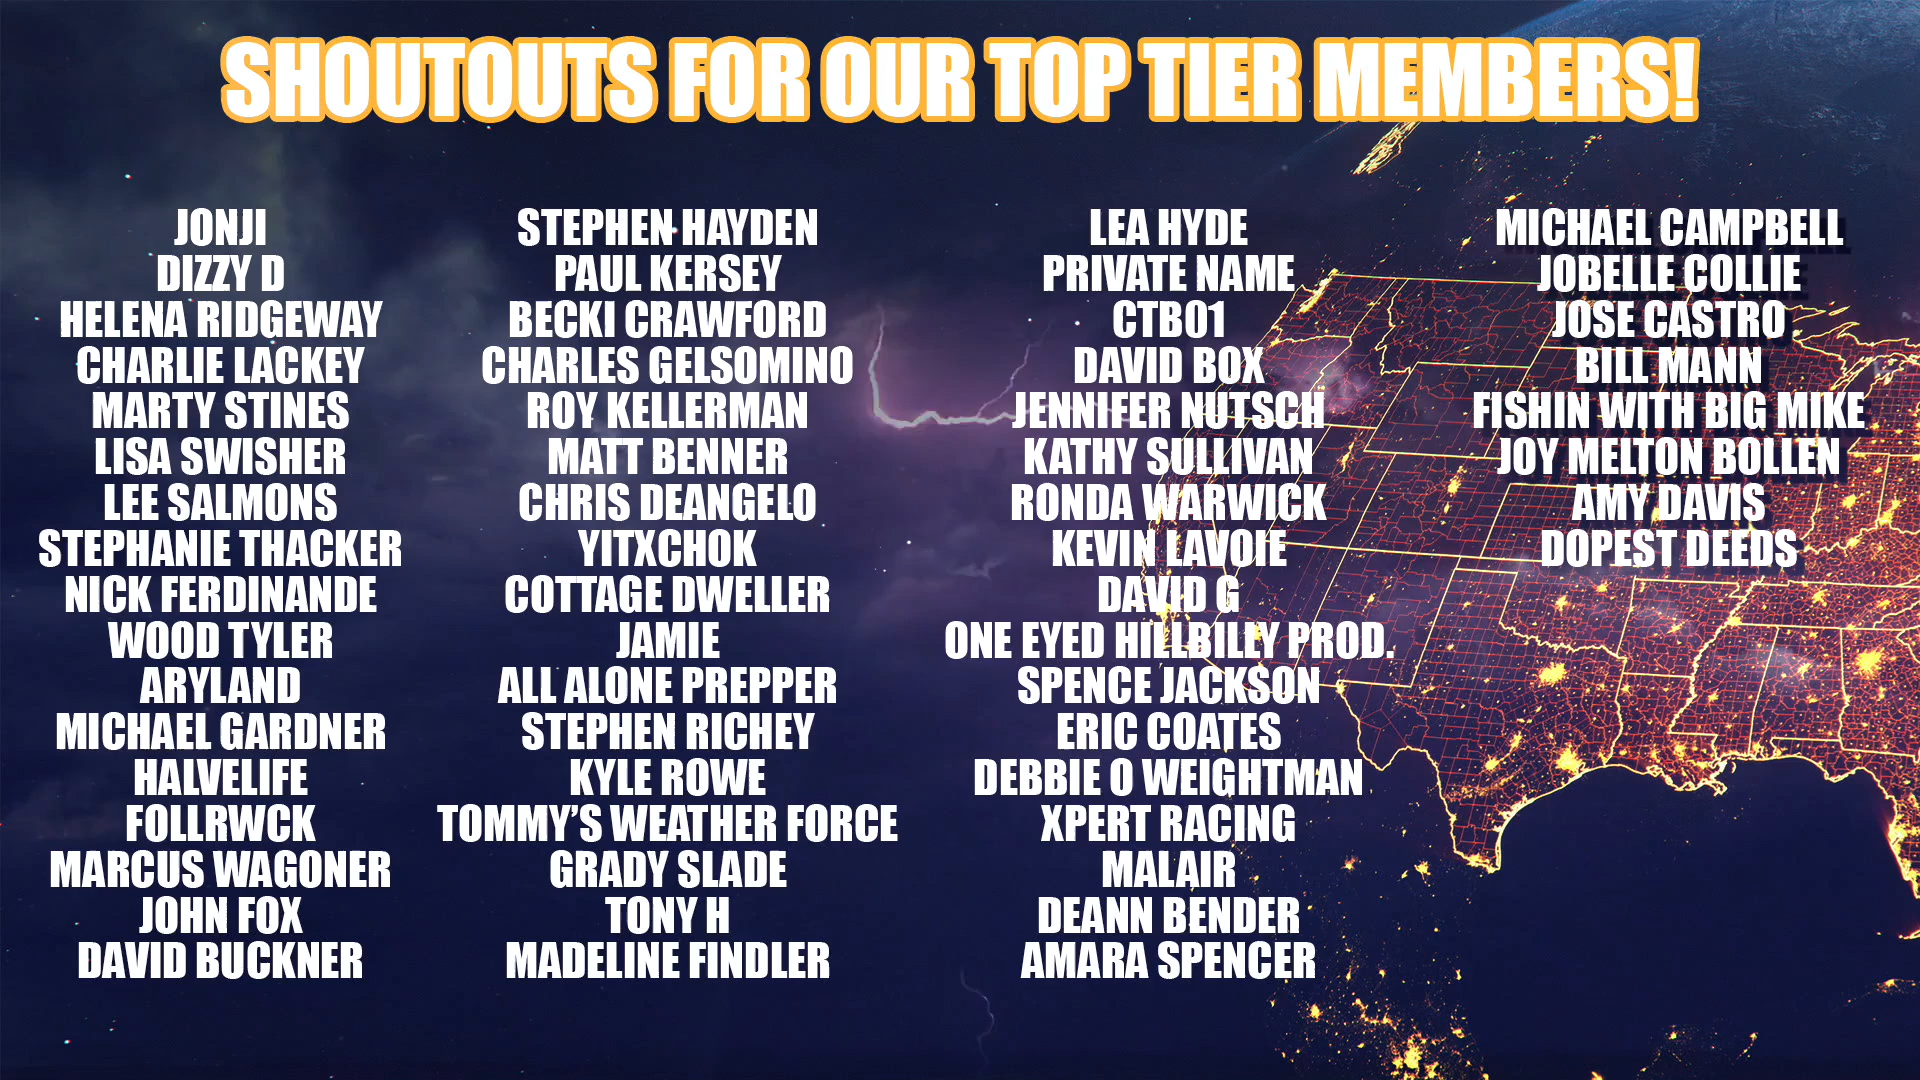 SHOUTOUTS FOR OUR TOP TIER MEMBERS!
JONJI
DIZZY D
HELENA RIDGEWAY
CHARLIE LACKEY
MARTY STINES
LISA SWISHER
LEE SALMONS
STEPHANIE THACKER
NICK FERDINANDE
WOOD TYLER
ARYLAND
MICHAEL GARDNER
HALVELIFE
FOLLRWCK
MARCUS WAGONER
JOHN FOX
DAVID BUCKNER
STEPHEN HAYDEN
PAUL KERSEY
BECKI CRAWFORD
CHARLES GELSOMINO
ROY KELLERMAN
MATT BENNER
CHRIS DEANGELO
YITXCHOK
COTTAGE DWELLER
JAMIE
ALL ALONE PREPPER
STEPHEN RICHEY
KYLE ROWE
TOMMY’S WEATHER FORCE
GRADY SLADE
TONY H
MADELINE FINDLER
LEA HYDE
PRIVATE NAME
CTB01
DAVID BOX
JENNIFER NUTSCH
KATHY SULLIVAN
RONDA WARWICK
KEVIN LAVOIE
DAVID G
ONE EYED HILLBILLY PROD.
SPENCE JACKSON
ERIC COATES
DEBBIE O WEIGHTMAN
XPERT RACING
MALAIR
DEANN BENDER
AMARA SPENCER
MICHAEL CAMPBELL
JOBELLE COLLIE
JOSE CASTRO
BILL MANN
FISHIN WITH BIG MIKE
JOY MELTON BOLLEN
AMY DAVIS
DOPEST DEEDS